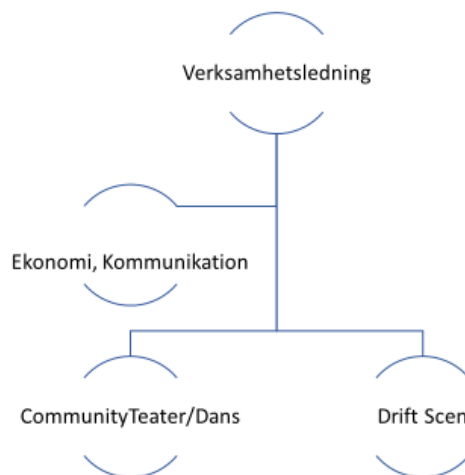 Verksamhetsledning
Ekonomi, Kommunikation
CommunityTeater/Dans
Drift Scen